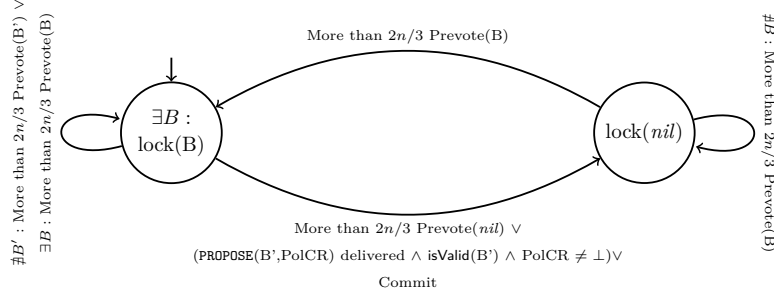 ∄B′ : More than 2n/3 Prevote(B') ∨
∃B : More than 2n/3 Prevote(B)
More than 2n/3 Prevote(B)
∃B :
lock(B)
lock(nil)
More than 2n/3 Prevote(nil) ∨
(PROPOSE(B',PolCR) delivered ∧ isValid(B') ∧ PolCR ≠ ⊥)∨
Commit
∄B : More than 2n/3 Prevote(B)